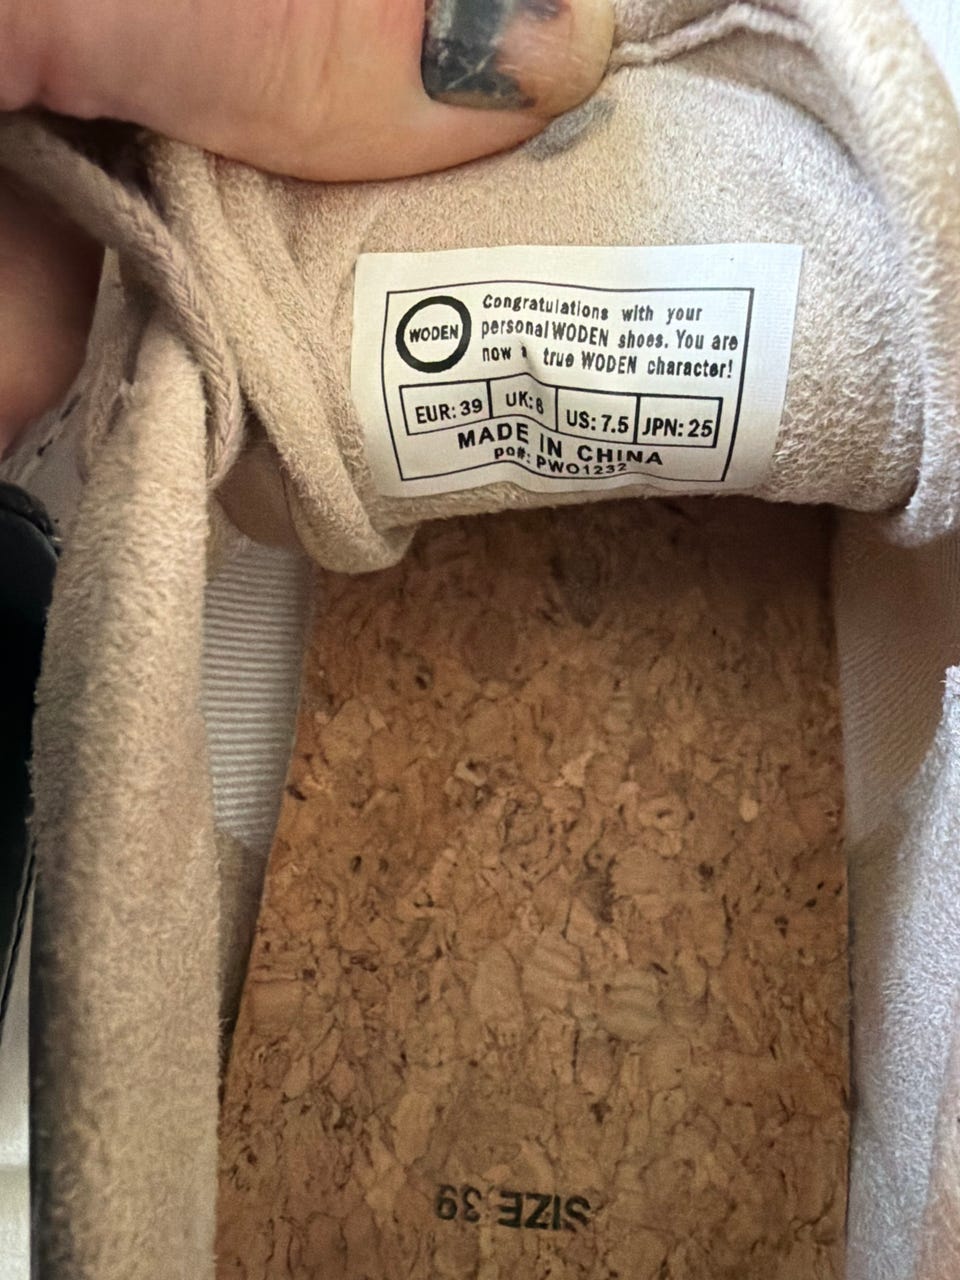 WODEN
Congratulations with your
personal WODEN shoes. You are
now a true WODEN character!
EUR: 39 UK: 6 US: 7.5 JPN: 25
MADE IN CHINA
po#: PWO1232
SIZE 39